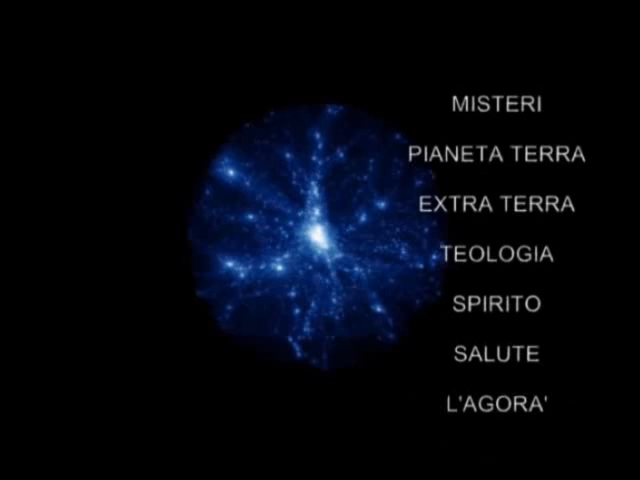 MISTERI
PIANETA TERRA
EXTRA TERRA
TEOLOGIA
SPIRITO
SALUTE
L'AGORA'